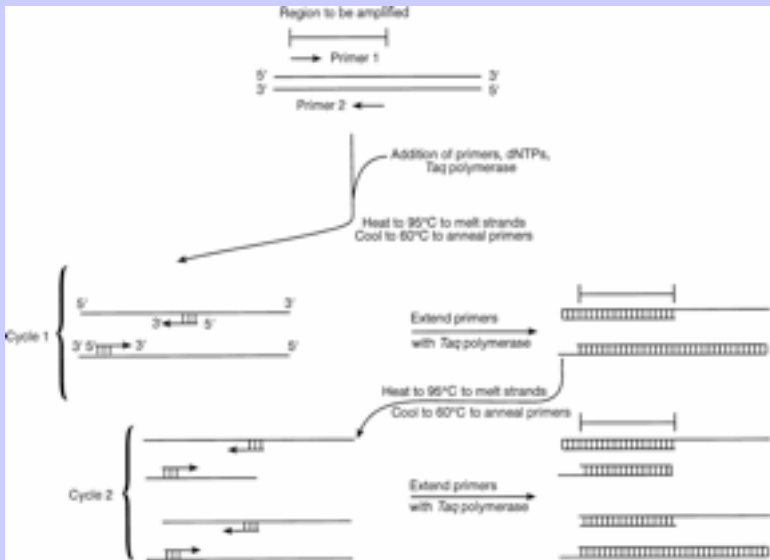 Region to be amplified
Primer 1
5' 3'
3' 5'
Primer 2
Addition of primers, dNTPs,
Taq polymerase
Heat to 95°C to melt strands
Cool to 60°C to anneal primers
Cycle 1
5' 3'
3' 5'
3' 5' 3' 5'
Extend primers
with Taq polymerase
Heat to 95°C to melt strands
Cool to 60°C to anneal primers
Cycle 2
Extend primers
with Taq polymerase